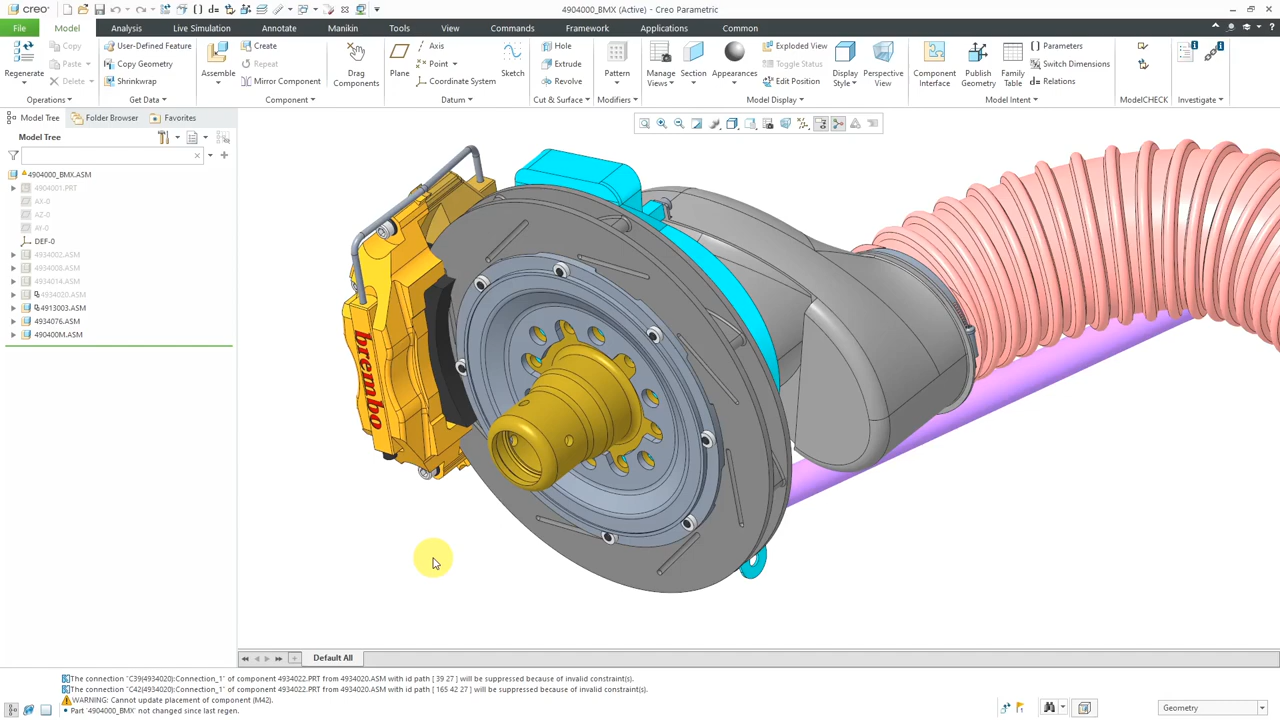 creo
4904000_BMX (Active) - Creo Parametric
File
Model
Analysis
Live Simulation
Annotate
Manikin
Tools
View
Commands
Framework
Applications
Common
Regenerate
Copy
Paste
Delete
Operations
User-Defined Feature
Copy Geometry
Shrinkwrap
Get Data
Assemble
Create
Repeat
Mirror Component
Component
Drag Components
Plane
Axis
Point
Coordinate System
Sketch
Datum
Hole
Extrude
Revolve
Cut & Surface
Pattern
Modifiers
Manage Views
Section
Appearances
Exploded View
Toggle Status
Edit Position
Display Style
Perspective View
Model Display
Component Interface
Publish Geometry
Family Table
Parameters
Switch Dimensions
Relations
Model Intent
ModelCHECK
Investigate
Model Tree
Folder Browser
Favorites
Model Tree
4904000_BMX.ASM
4904001.PRT
AX-0
AZ-0
AY-0
DEF-0
4934002.ASM
4934008.ASM
4934014.ASM
4934020.ASM
4913003.ASM
4934076.ASM
490400M.ASM
brembo
Default All
The connection 'C39(4934020):Connection_1' of component 4934022.PRT from 4934020.ASM with id path [ 39 27] will be suppressed because of invalid constraint(s).
The connection 'C42(4934020):Connection_1' of component 4934022.PRT from 4934020.ASM with id path [ 165 42 27] will be suppressed because of invalid constraint(s).
WARNING: Cannot update placement of component (M42).
• Part '4904000_BMX' not changed since last regen.
Geometry